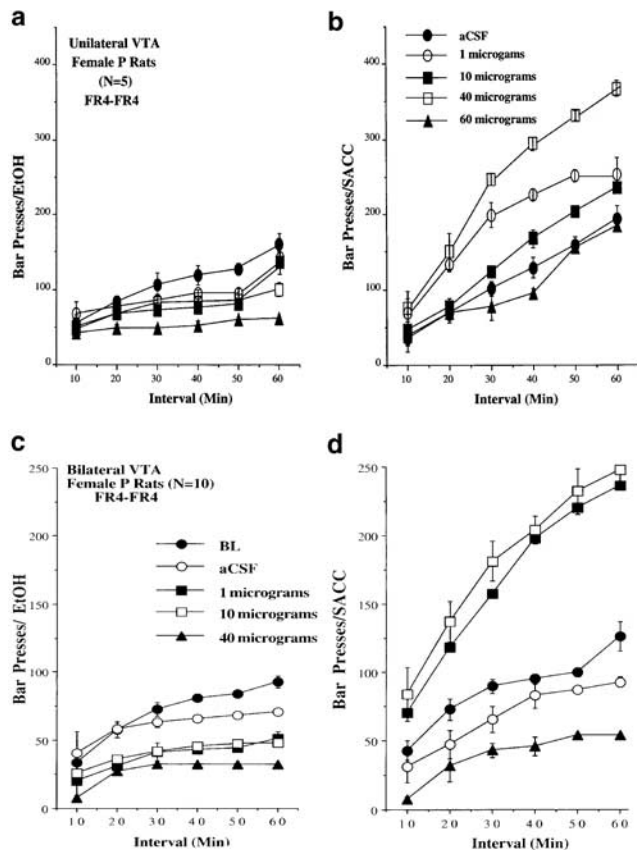 a
Unilateral VTA
Female P Rats
(N=5)
FR4-FR4
Bar Presses/EtOH
400
300
200
100
0
10 20 30 40 50 60
Interval (Min)
b
aCSF
1 microgams
10 micrograms
40 micrograms
60 micrograms
Bar Presses/SACC
400
300
200
100
0
10 20 30 40 50 60
Interval (Min)
c
Bilateral VTA
Female P Rats (N=10)
FR4-FR4
BL
aCSF
1 micrograms
10 micrograms
40 micrograms
Bar Presses/ EtOH
250
200
150
100
50
0
10 20 30 40 50 60
Interval (Min)
d
Bar Presses/SACC
250
200
150
100
50
0
10 20 30 40 50 60
Interval (Min)